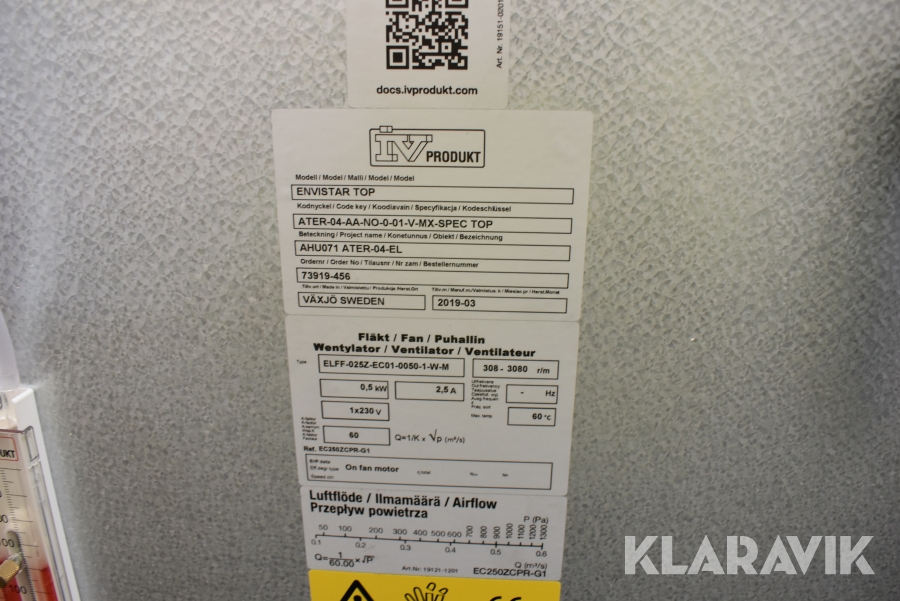 Art. Nr. 19151-0201
docs.ivprodukt.com
IV PRODUKT
Modell / Model / Malli / Model / Model
ENVISTAR TOP
Kodnyckel / Code key / Koodiavain / Specyfikacja / Kodeschlüssel
ATER-04-AA-NO-0-01-V-MX-SPEC TOP
Beteckning / Project name / Konetunnus / Obiekt / Bezeichnung
AHU071 ATER-04-EL
Ordernr / Order No / Tilausnr / Nr zam / Bestellernummer
73919-456
VÄXJÖ SWEDEN
2019-03
Fläkt / Fan / Puhallin
Wentylator / Ventilator / Ventilateur
Type ELFF-025Z-EC01-0050-1-W-M 308 - 3080 r/m
0,5 kW 2,5 A - Hz
1x230 V Max. temp. 60 °C
60 Q=1/K x √p (m³/s)
Ref. EC250ZCPR-G1
On fan motor
Luftflöde / Ilmamäärä / Airflow
Przepływ powietrza
P (Pa)
50 100 200 300 400 500 600 700 800 900 1000 1100 1200 1300
0.1 0.2 0.3 0.4 0.5 0.6
Q= 1/60.00 x√P Q (m³/s)
Art.Nr: 19121-1201 EC250ZCPR-G1
KLARAVIK